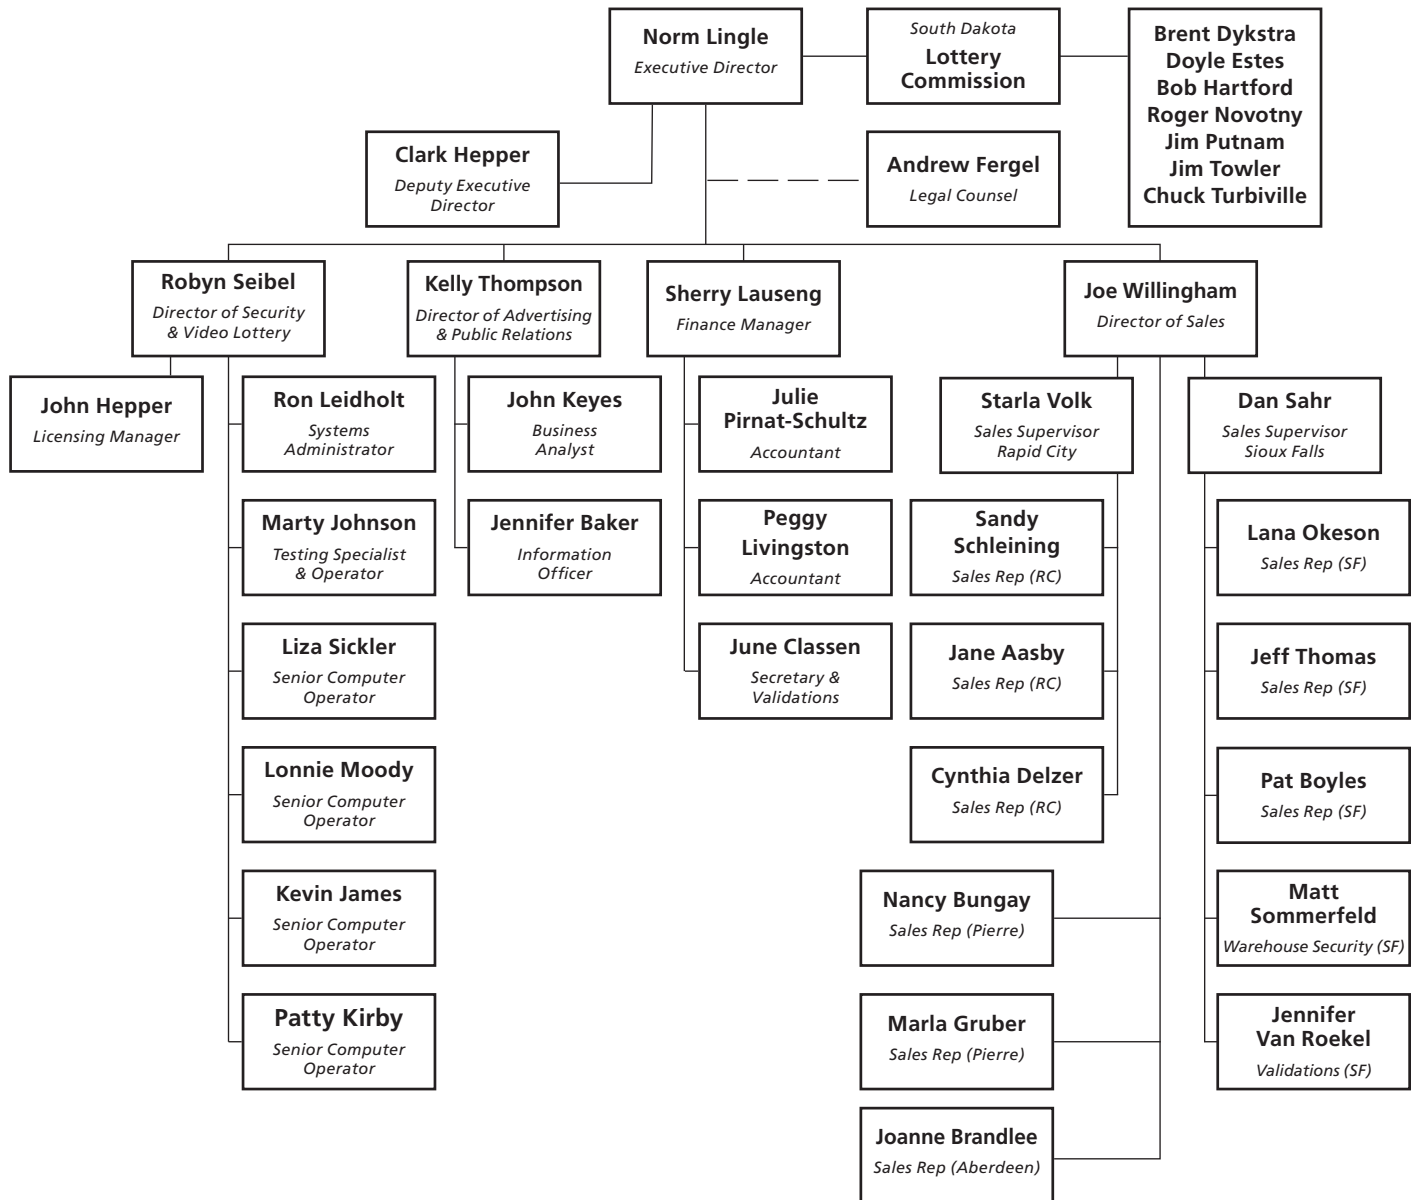 Norm Lingle
Executive Director
South Dakota
Lottery
Commission
Brent Dykstra
Doyle Estes
Bob Hartford
Roger Novotny
Jim Putnam
Jim Towler
Chuck Turbiville
Clark Hepper
Deputy Executive
Director
Andrew Fergel
Legal Counsel
Robyn Seibel
Director of Security
& Video Lottery
Kelly Thompson
Director of Advertising
& Public Relations
Sherry Lauseng
Finance Manager
Joe Willingham
Director of Sales
John Hepper
Licensing Manager
Ron Leidholt
Systems
Administrator
John Keyes
Business
Analyst
Julie
Pirnat-Schultz
Accountant
Starla Volk
Sales Supervisor
Rapid City
Dan Sahr
Sales Supervisor
Sioux Falls
Marty Johnson
Testing Specialist
& Operator
Jennifer Baker
Information
Officer
Peggy
Livingston
Accountant
Sandy
Schleining
Sales Rep (RC)
Lana Okeson
Sales Rep (SF)
Liza Sickler
Senior Computer
Operator
June Classen
Secretary &
Validations
Jane Aasby
Sales Rep (RC)
Jeff Thomas
Sales Rep (SF)
Lonnie Moody
Senior Computer
Operator
Cynthia Delzer
Sales Rep (RC)
Pat Boyles
Sales Rep (SF)
Kevin James
Senior Computer
Operator
Nancy Bungay
Sales Rep (Pierre)
Matt
Sommerfeld
Warehouse Security (SF)
Patty Kirby
Senior Computer
Operator
Marla Gruber
Sales Rep (Pierre)
Jennifer
Van Roekel
Validations (SF)
Joanne Brandlee
Sales Rep (Aberdeen)